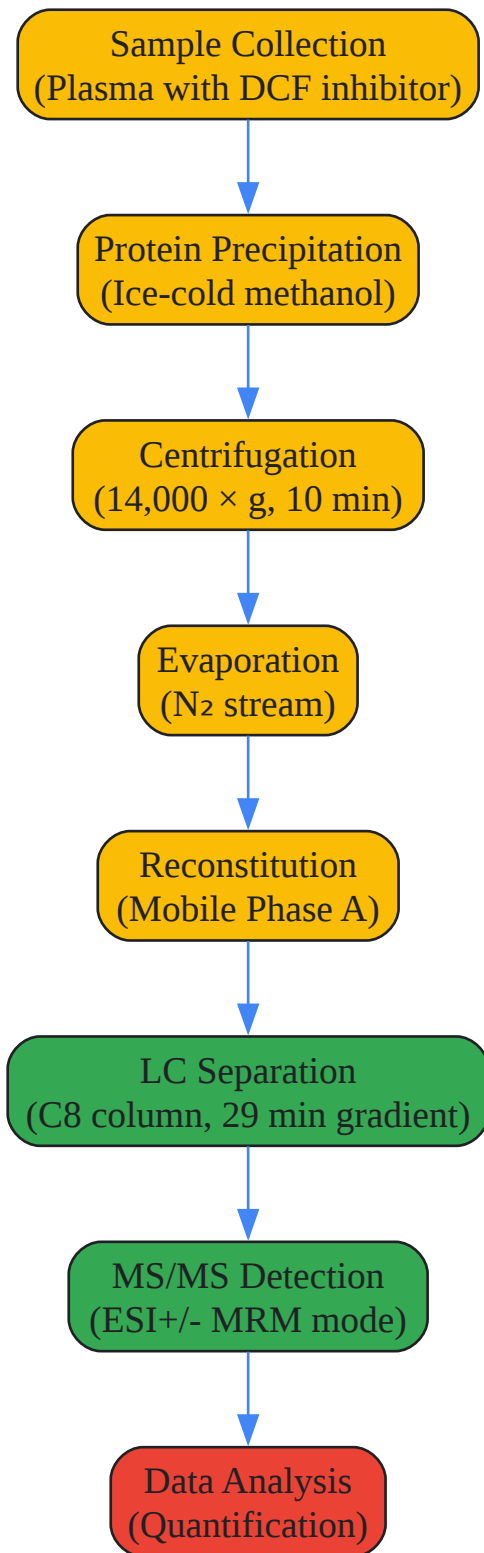 Sample Collection
(Plasma with DCF inhibitor)
Protein Precipitation
(Ice-cold methanol)
Centrifugation
(14,000 × g, 10 min)
Evaporation
(N₂ stream)
Reconstitution
(Mobile Phase A)
LC Separation
(C8 column, 29 min gradient)
MS/MS Detection
(ESI+/- MRM mode)
Data Analysis
(Quantification)